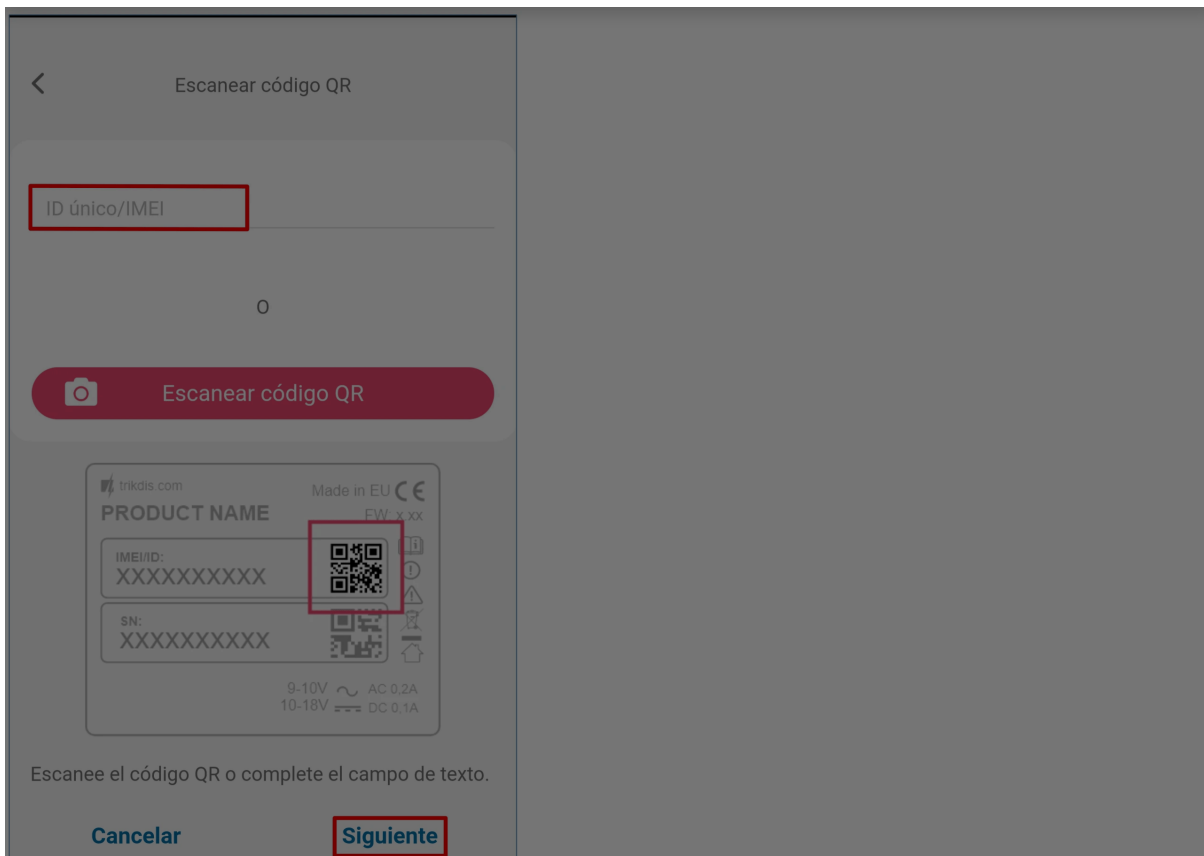 Escanear código QR
ID único/IMEI
O
Escanear código QR
trikdis.com
Made in EU CE
PRODUCT NAME
FW: x.xx
IMEI/ID:
XXXXXXXXXX
SN:
XXXXXXXXXX
9-10V AC 0,2A
10-18V DC 0,1A
Escanee el código QR o complete el campo de texto.
Cancelar
Siguiente